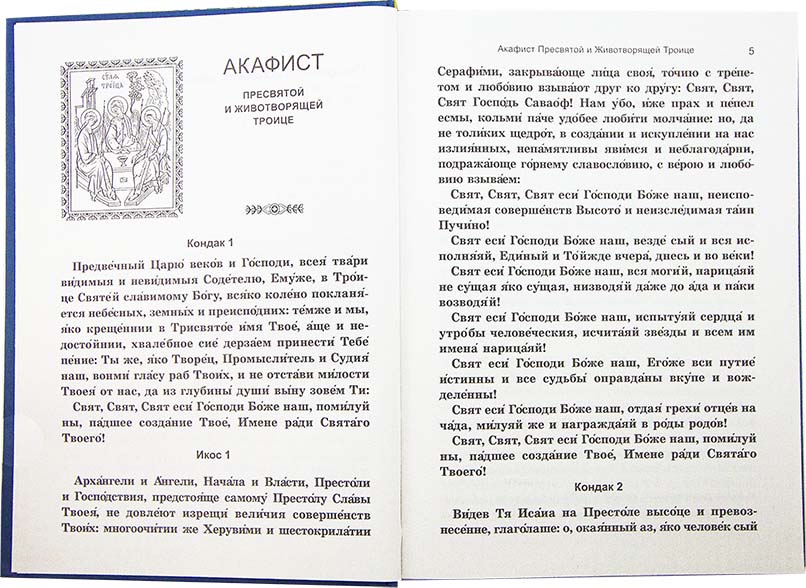 СТ҃АѦ
ТРОІЦА
АКАФИСТ
ПРЕСВЯТОЙ
И ЖИВОТВОРЯЩЕЙ
ТРОИЦЕ
Кондак 1
Предве́чный Царю́ веко́в и Го́споди, всея́ тва́ри
ви́димыя и неви́димыя Соде́телю, Ему́же, в Тро́и-
це Святе́й сла́вимому Бо́гу, вся́ко коле́но покланя́-
ется небе́сных, земны́х и преиспо́дних: те́мже и мы,
я́ко креще́ннии в Трисвято́е и́мя Твое́, а́ще и не-
досто́йнии, хвале́бное сие́ дерза́ем принести́ Тебе́
пе́ние: Ты же, я́ко Творе́ц, Промысли́тель и Судия́
наш, вонми́ гла́су раб Твои́х, и не отста́ви ми́лости
Твоея́ от нас, да из глубины́ души́ вы́ну зове́м Ти:
Свят, Свят, Свят еси́ Го́споди Бо́же наш, поми́луй
ны, па́дшее созда́ние Твое́, И́мене ра́ди Свята́го
Твоего́!
Икос 1
Арха́нгели и А́нгели, Нача́ла и Вла́сти, Престо́ли
и Госпо́дствия, предстоя́ще самому́ Престо́лу Сла́вы
Твоея́, не довле́ют изрещи́ вели́чия соверше́нств
Твои́х: многоочи́тии же Херуви́ми и шестокрила́тии
Акафист Пресвятой и Животворящей Троице 5
Серафи́ми, закрыва́юще ли́ца своя́, то́чию с тре́пе-
том и любо́вию взыва́ют друг ко дру́гу: Свят, Свят,
Свят Госпо́дь Савао́ф! Нам у́бо, и́же прах и пе́пел
есмы́, кольми́ па́че удо́бее люби́ти молча́ние: но, да
не толи́ких щедро́т, в созда́нии и искупле́нии на нас
излия́нных, непа́мятливы яви́мся и неблагода́рни,
подража́юще го́рнему славосло́вию, с ве́рою и любо́-
вию взыва́ем:
Свят, Свят, Свят еси́ Го́споди Бо́же наш, неиспо-
веди́мая соверше́нств Высото́ и неизсле́димая та́ин
Пучи́но!
Свят еси́ Го́споди Бо́же наш, везде́ сый и вся ис-
полня́яй, Еди́ный и То́йжде вчера́, днесь и во ве́ки!
Свят еси́ Го́споди Бо́же наш, вся моги́й, нарица́яй
не су́щая я́ко су́щая, низводя́й да́же до а́да и па́ки
возводя́й!
Свят еси́ Го́споди Бо́же наш, испыту́яй сердца́ и
утро́бы челове́ческия, исчита́яй зве́зды и всем им
имена́ нарица́яй!
Свят еси́ Го́споди Бо́же наш, Его́же вси путие́
и́стинны и все судьбы́ оправда́ны вку́пе и вож-
деле́нны!
Свят еси́ Го́споди Бо́же наш, отдая́ грехи́ отце́в на
ча́да, ми́луяй же и награжда́яй в ро́ды родо́в!
Свят, Свят, Свят еси́ Го́споди Бо́же наш, поми́луй
ны, па́дшее созда́ние Твое́, И́мене ра́ди Свята́го
Твоего́!
Кондак 2
Ви́дев Тя Иса́иа на Престо́ле высо́це и превоз-
несе́нне, глаго́лаше: о, окая́нный аз, я́ко челове́к сый